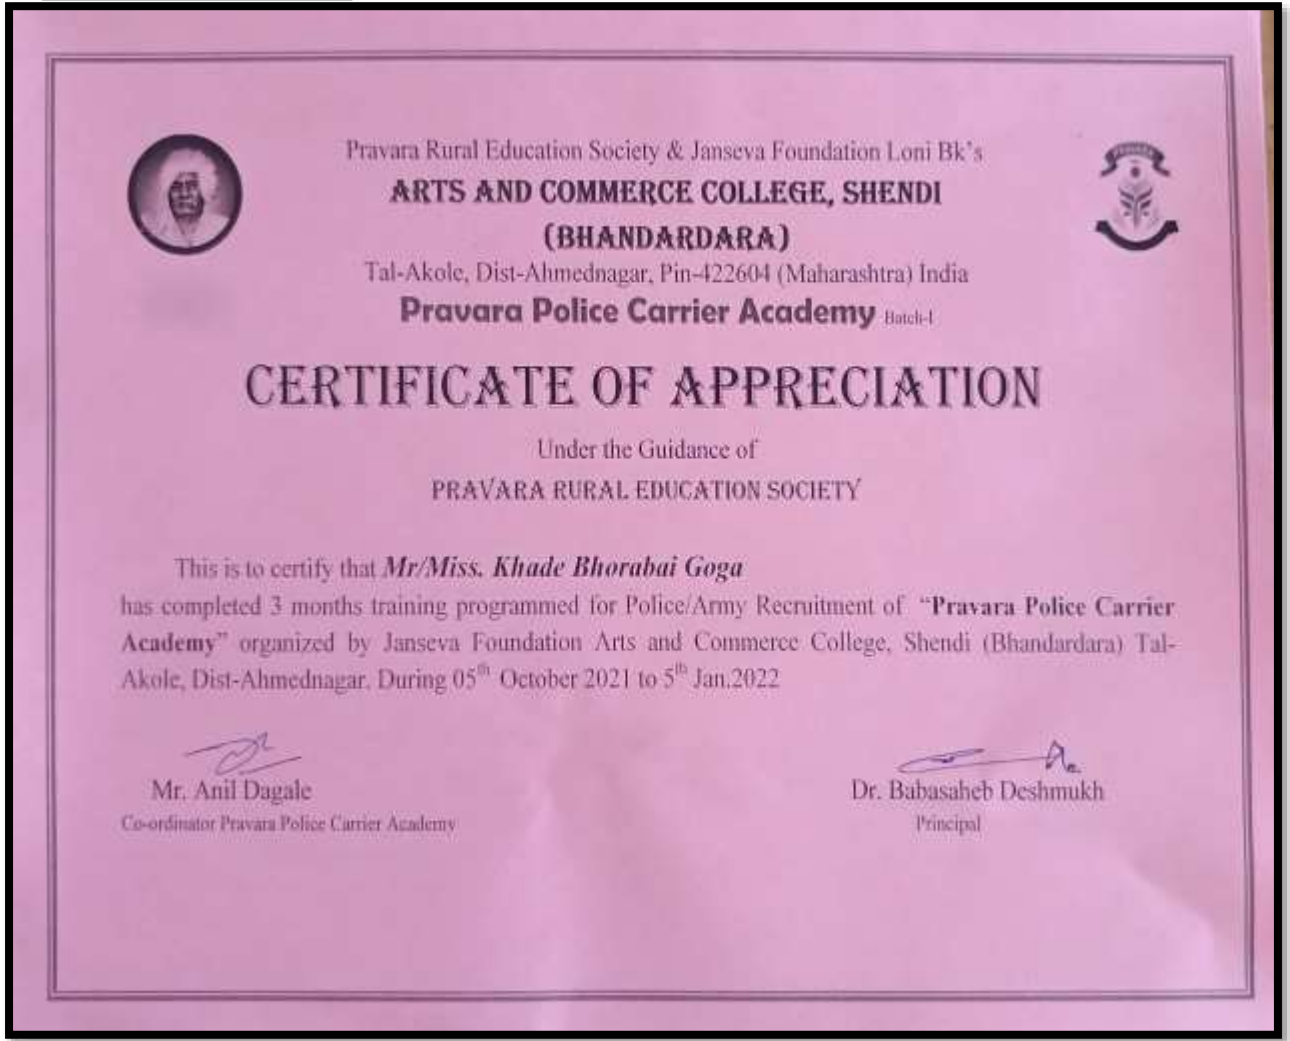 Pravara Rural Education Society & Janseva Foundation Loni Bk's
ARTS AND COMMERCE COLLEGE, SHENDI
(BHANDARDARA)
Tal-Akole, Dist-Ahmednagar, Pin-422604 (Maharashtra) India
Pravara Police Carrier Academy Batch-I
CERTIFICATE OF APPRECIATION
Under the Guidance of
PRAVARA RURAL EDUCATION SOCIETY
This is to certify that Mr/Miss. Khade Bhorabai Goga
has completed 3 months training programmed for Police/Army Recruitment of "Pravara Police Carrier
Academy" organized by Janseva Foundation Arts and Commerce College, Shendi (Bhandardara) Tal-
Akole, Dist-Ahmednagar. During 05th October 2021 to 5th Jan.2022
Mr. Anil Dagale
Co-ordinator Pravara Police Carrier Academy
Dr. Babasaheb Deshmukh
Principal